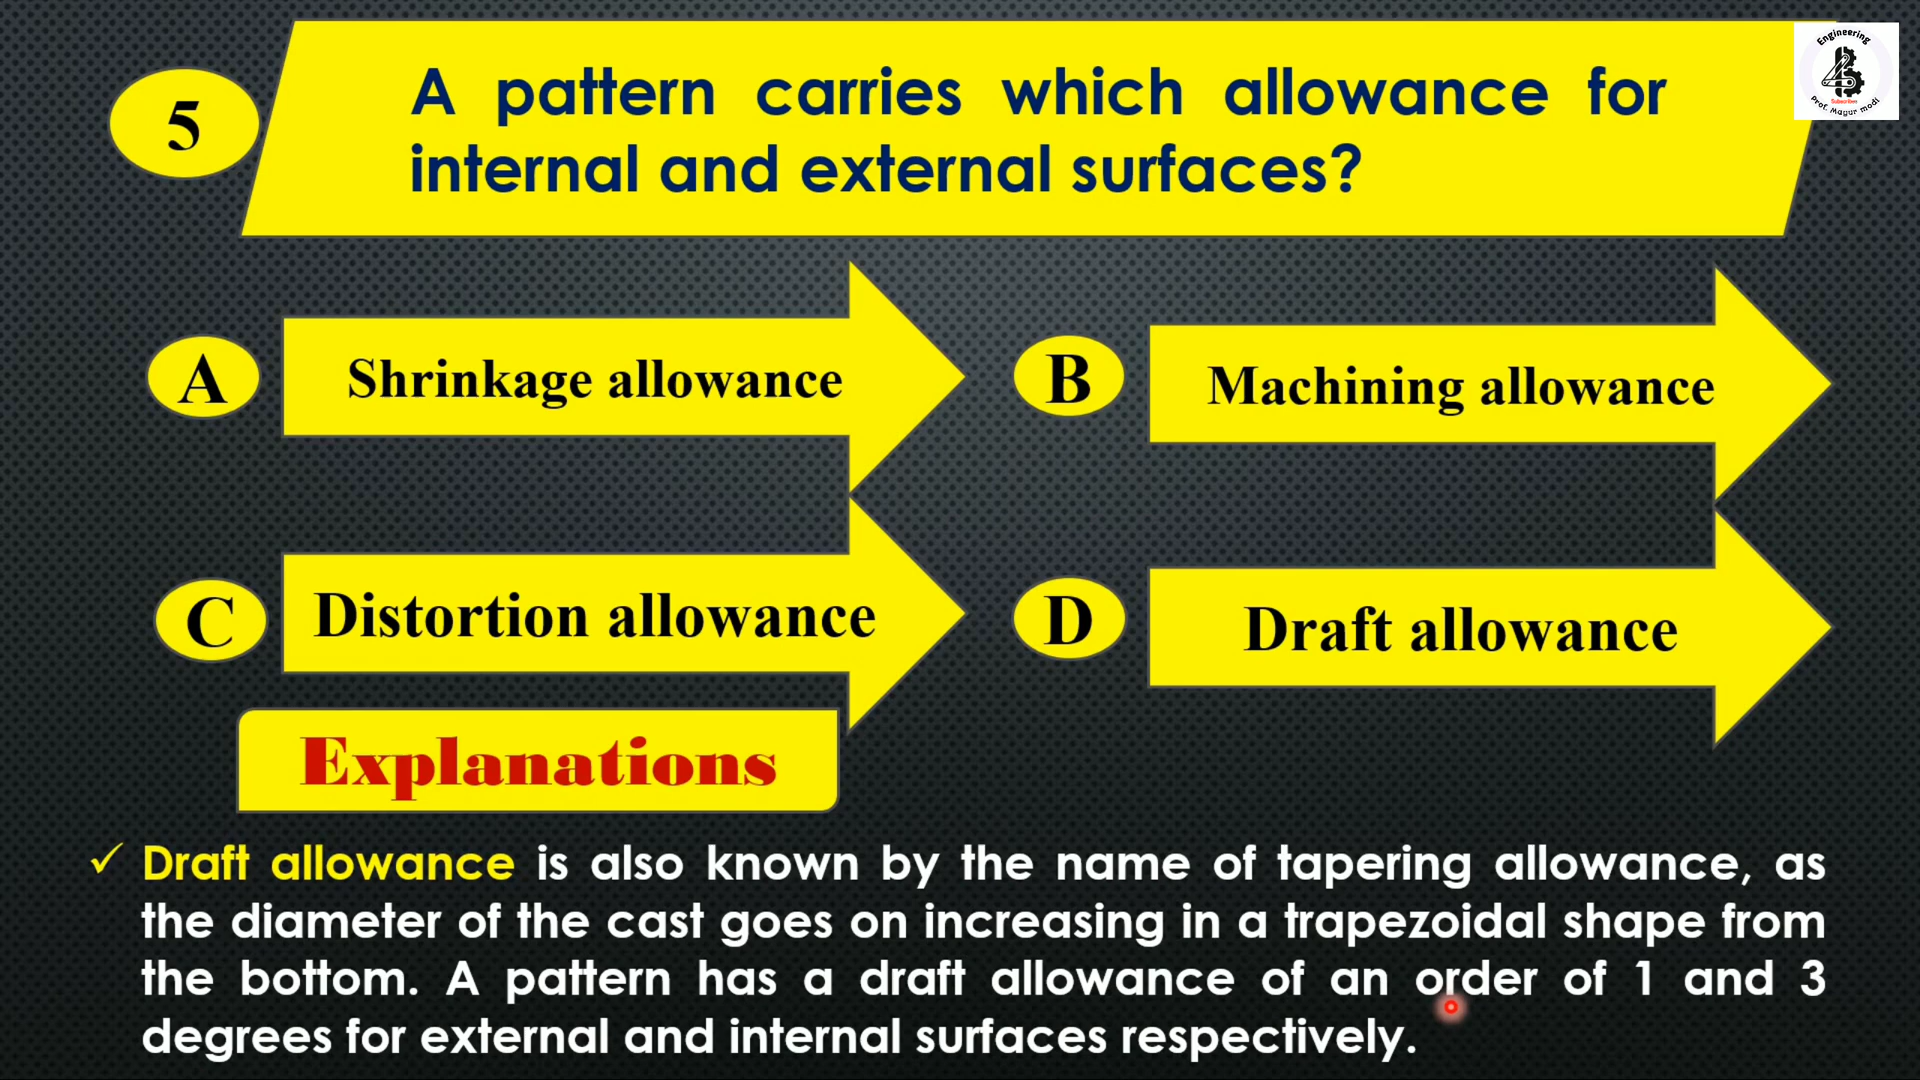 Engineering
Subscribe
Prof. Mayur modi
5
A pattern carries which allowance for
internal and external surfaces?
A
Shrinkage allowance
B
Machining allowance
C
Distortion allowance
D
Draft allowance
Explanations
✓ Draft allowance is also known by the name of tapering allowance, as
the diameter of the cast goes on increasing in a trapezoidal shape from
the bottom. A pattern has a draft allowance of an order of 1 and 3
degrees for external and internal surfaces respectively.